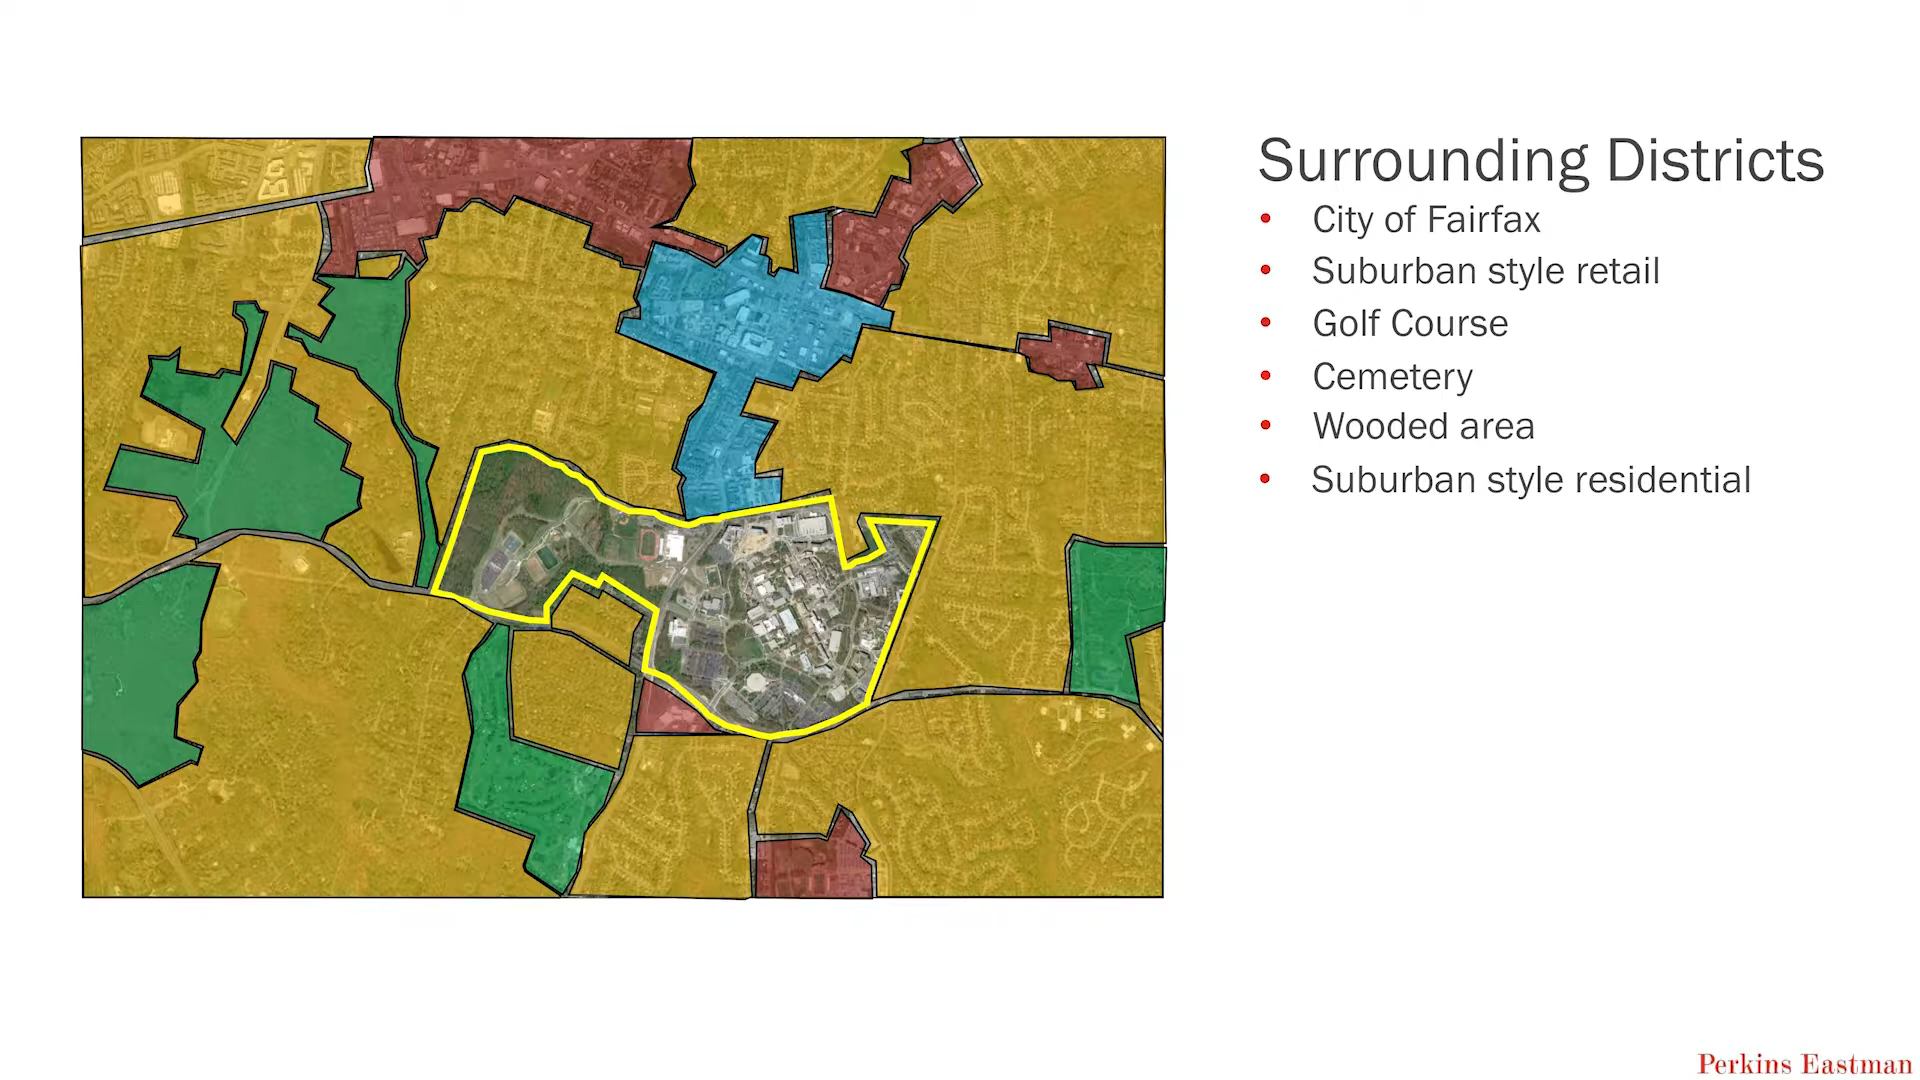 Surrounding Districts
• City of Fairfax
• Suburban style retail
• Golf Course
• Cemetery
• Wooded area
• Suburban style residential
Perkins Eastman